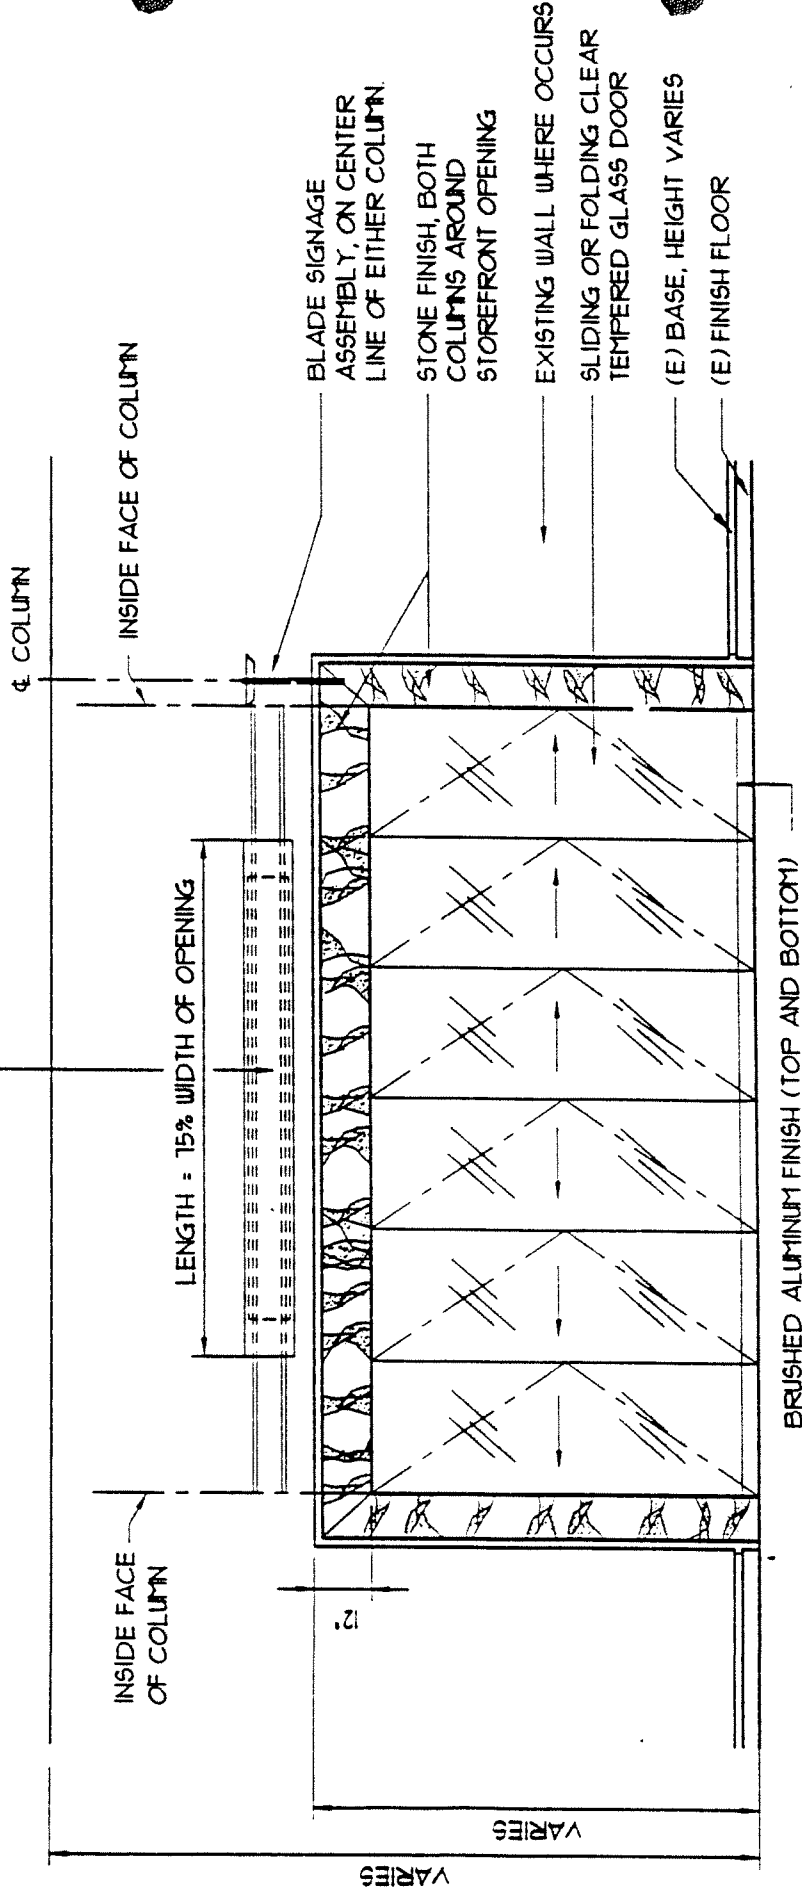 ℄ COLUMN
INSIDE FACE OF COLUMN
INSIDE FACE
OF COLUMN
LENGTH = 75% WIDTH OF OPENING
BLADE SIGNAGE
ASSEMBLY, ON CENTER
LINE OF EITHER COLUMN.
STONE FINISH, BOTH
COLUMNS AROUND
STOREFRONT OPENING
EXISTING WALL WHERE OCCURS
SLIDING OR FOLDING CLEAR
TEMPERED GLASS DOOR
(E) BASE, HEIGHT VARIES
(E) FINISH FLOOR
12"
VARIES
VARIES
BRUSHED ALUMINUM FINISH (TOP AND BOTTOM)